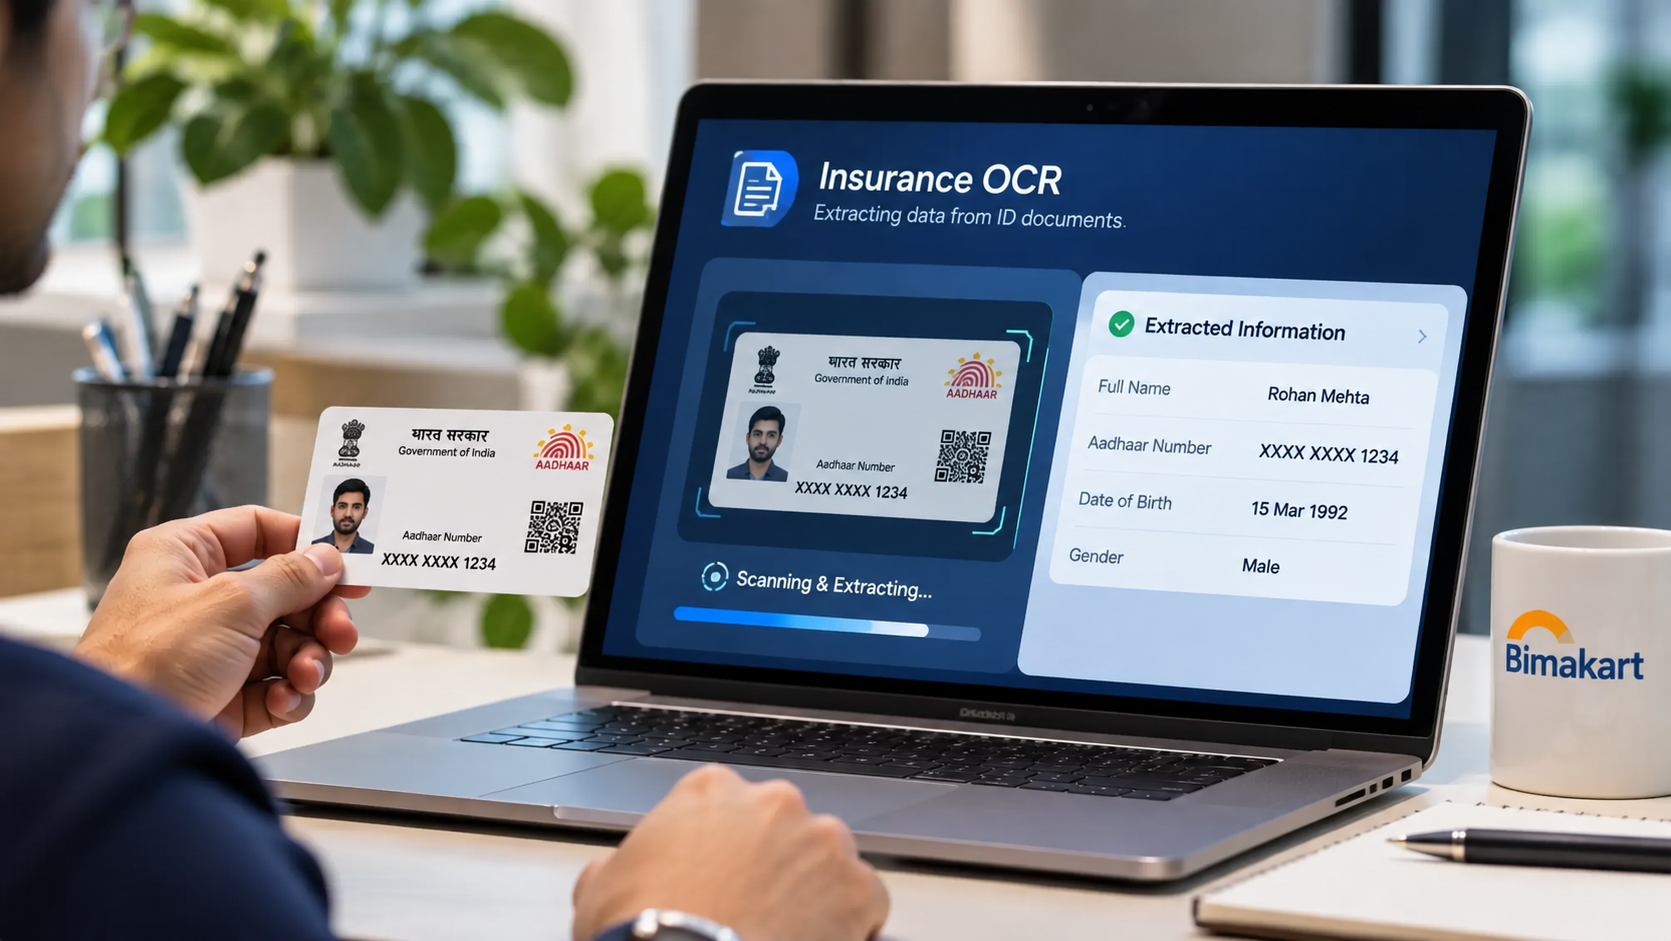 भारत सरकार
Government of India
AADHAAR
Aadhaar Number
XXXX XXXX 1234
Insurance OCR
Extracting data from ID documents.
भारत सरकार
Government of India
AADHAAR
Aadhaar Number
XXXX XXXX 1234
Scanning & Extracting...
Extracted Information
Full Name Rohan Mehta
Aadhaar Number XXXX XXXX 1234
Date of Birth 15 Mar 1992
Gender Male
Bimakart